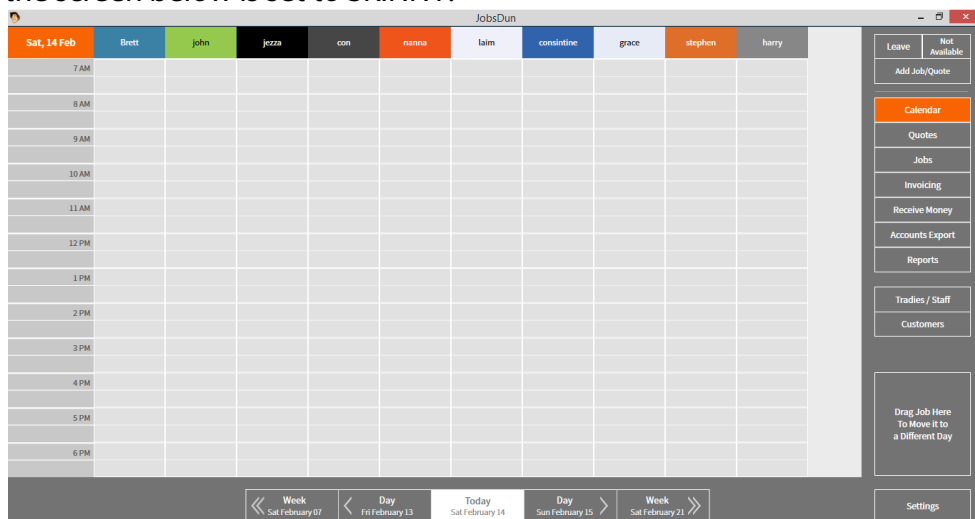 JobsDun
Sat, 14 Feb
Brett
john
jezza
con
nanna
laim
consintine
grace
stephen
harry
7 AM
8 AM
9 AM
10 AM
11 AM
12 PM
1 PM
2 PM
3 PM
4 PM
5 PM
6 PM
Leave
Not
Available
Add Job/Quote
Calendar
Quotes
Jobs
Invoicing
Receive Money
Accounts Export
Reports
Tradies / Staff
Customers
Drag Job Here
To Move it to
a Different Day
Week
Sat February 07
Day
Fri February 13
Today
Sat February 14
Day
Sun February 15
Week
Sat February 21
Settings